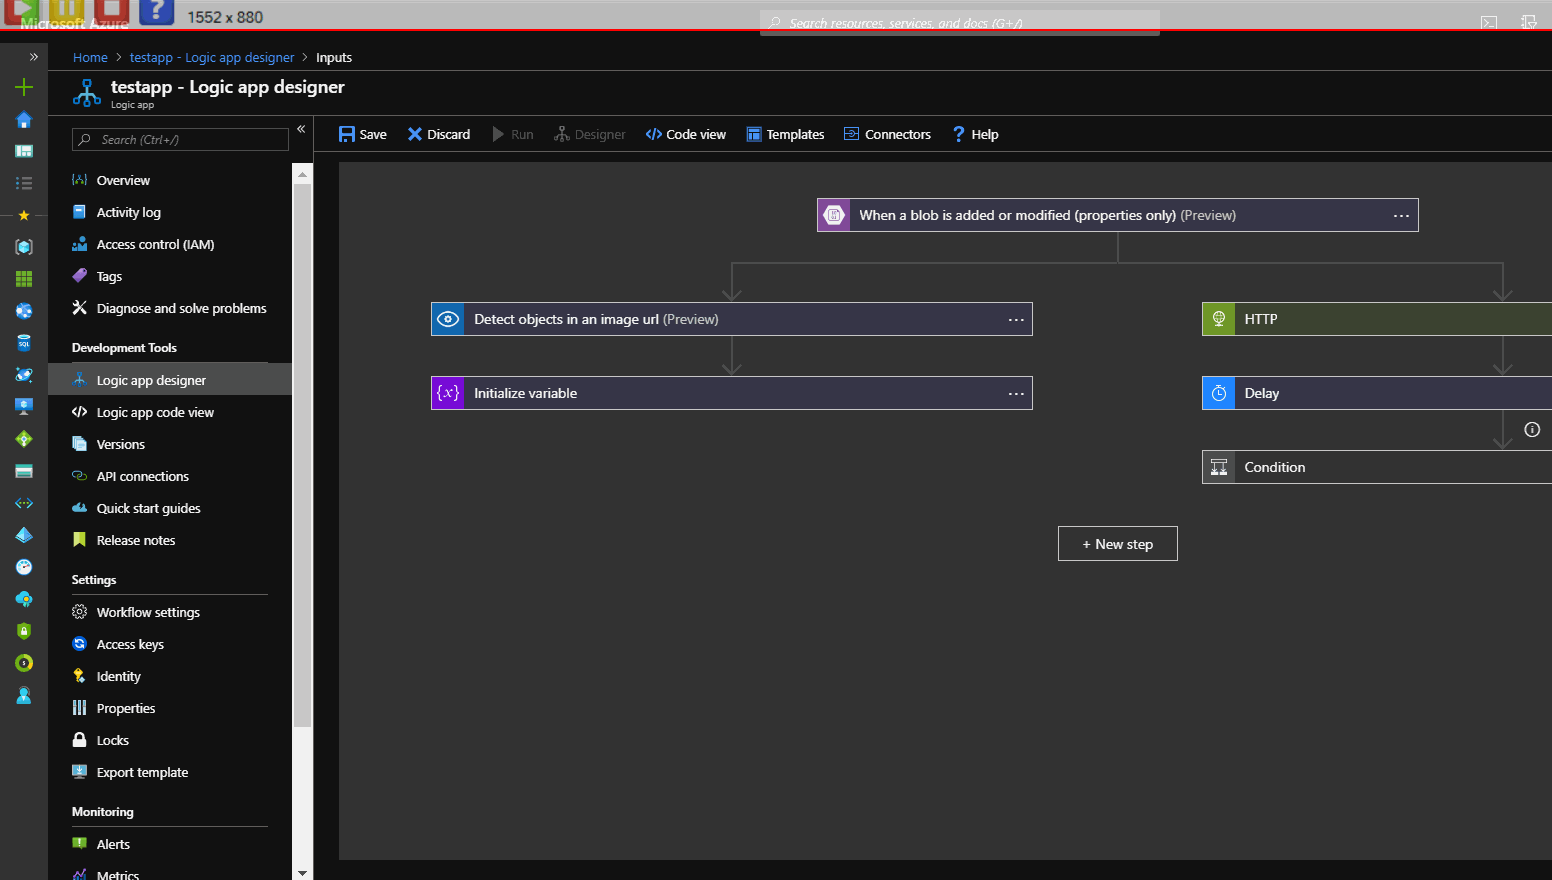 1552 x 880
Microsoft Azure
Search resources, services, and docs (G+/)
Home > testapp - Logic app designer > Inputs
testapp - Logic app designer
Logic app
Search (Ctrl+/)
Save Discard Run Designer Code view Templates Connectors Help
Overview
Activity log
Access control (IAM)
Tags
Diagnose and solve problems
Development Tools
Logic app designer
Logic app code view
Versions
API connections
Quick start guides
Release notes
Settings
Workflow settings
Access keys
Identity
Properties
Locks
Export template
Monitoring
Alerts
Metrics
When a blob is added or modified (properties only) (Preview)
Detect objects in an image url (Preview)
Initialize variable
HTTP
Delay
Condition
+ New step